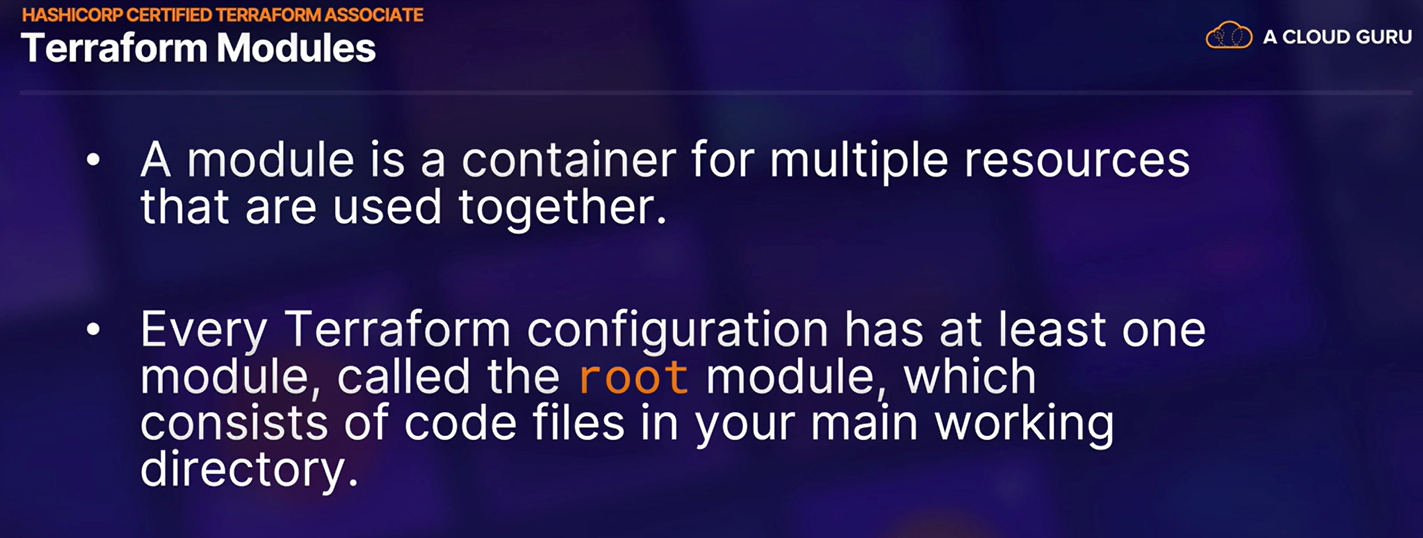 HASHICORP CERTIFIED TERRAFORM ASSOCIATE
Terraform Modules
A CLOUD GURU
• A module is a container for multiple resources
that are used together.
• Every Terraform configuration has at least one
module, called the root module, which
consists of code files in your main working
directory.